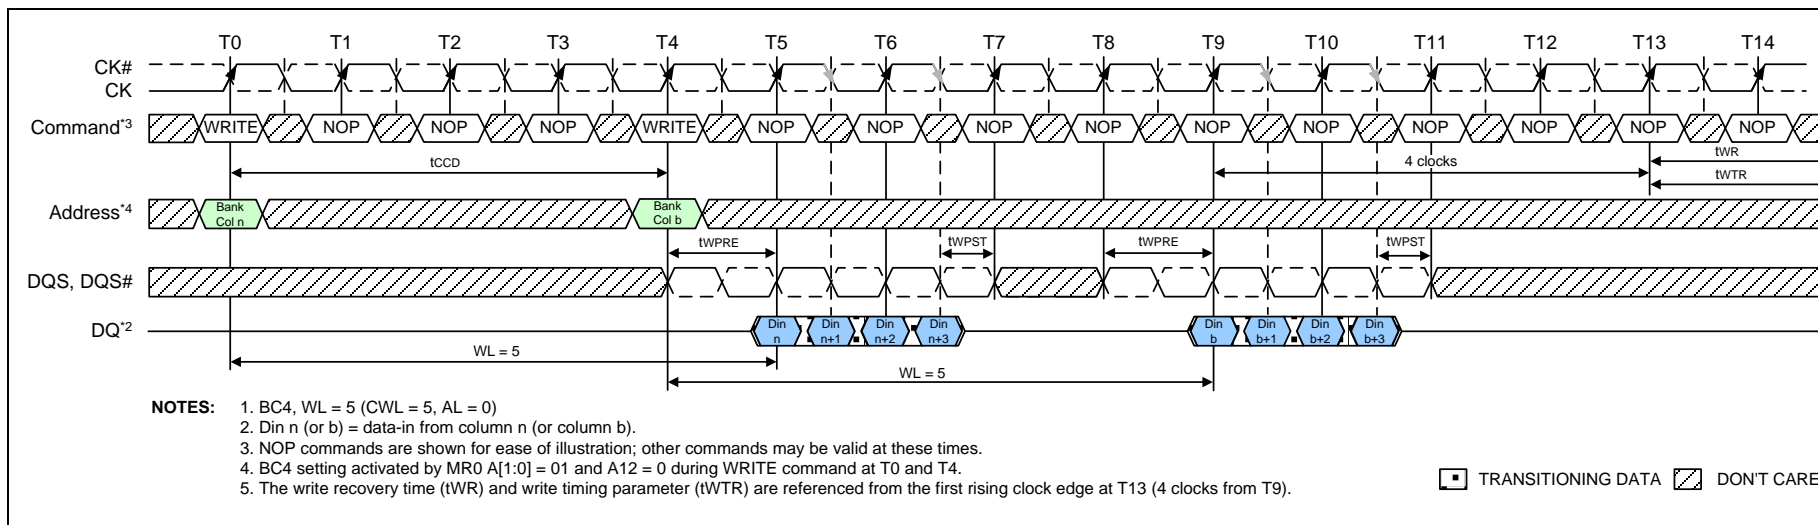 T0 T1 T2 T3 T4 T5 T6 T7 T8 T9 T10 T11 T12 T13 T14
CK#
CK
Command*3 WRITE NOP NOP NOP WRITE NOP NOP NOP NOP NOP NOP NOP NOP NOP NOP
tCCD 4 clocks tWR
tWTR
Address*4 Bank Col n Bank Col b
tWPRE tWPST tWPRE tWPST
DQS, DQS#
DQ*2 Din n Din n+1 Din n+2 Din n+3 Din b Din b+1 Din b+2 Din b+3
WL = 5
WL = 5
NOTES: 1. BC4, WL = 5 (CWL = 5, AL = 0)
2. Din n (or b) = data-in from column n (or column b).
3. NOP commands are shown for ease of illustration; other commands may be valid at these times.
4. BC4 setting activated by MR0 A[1:0] = 01 and A12 = 0 during WRITE command at T0 and T4.
5. The write recovery time (tWR) and write timing parameter (tWTR) are referenced from the first rising clock edge at T13 (4 clocks from T9).
TRANSITIONING DATA DON'T CARE